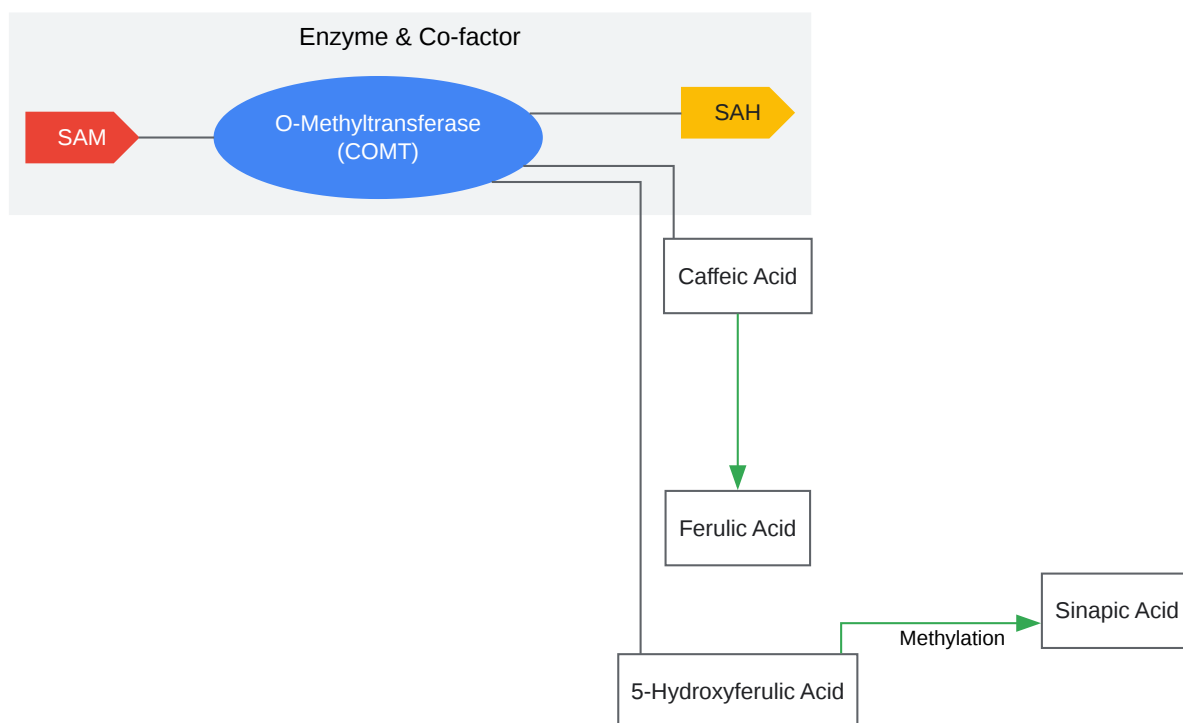 Enzyme & Co-factor
SAM
O-Methyltransferase
(COMT)
SAH
Caffeic Acid
Ferulic Acid
Sinapic Acid
Methylation
5-Hydroxyferulic Acid